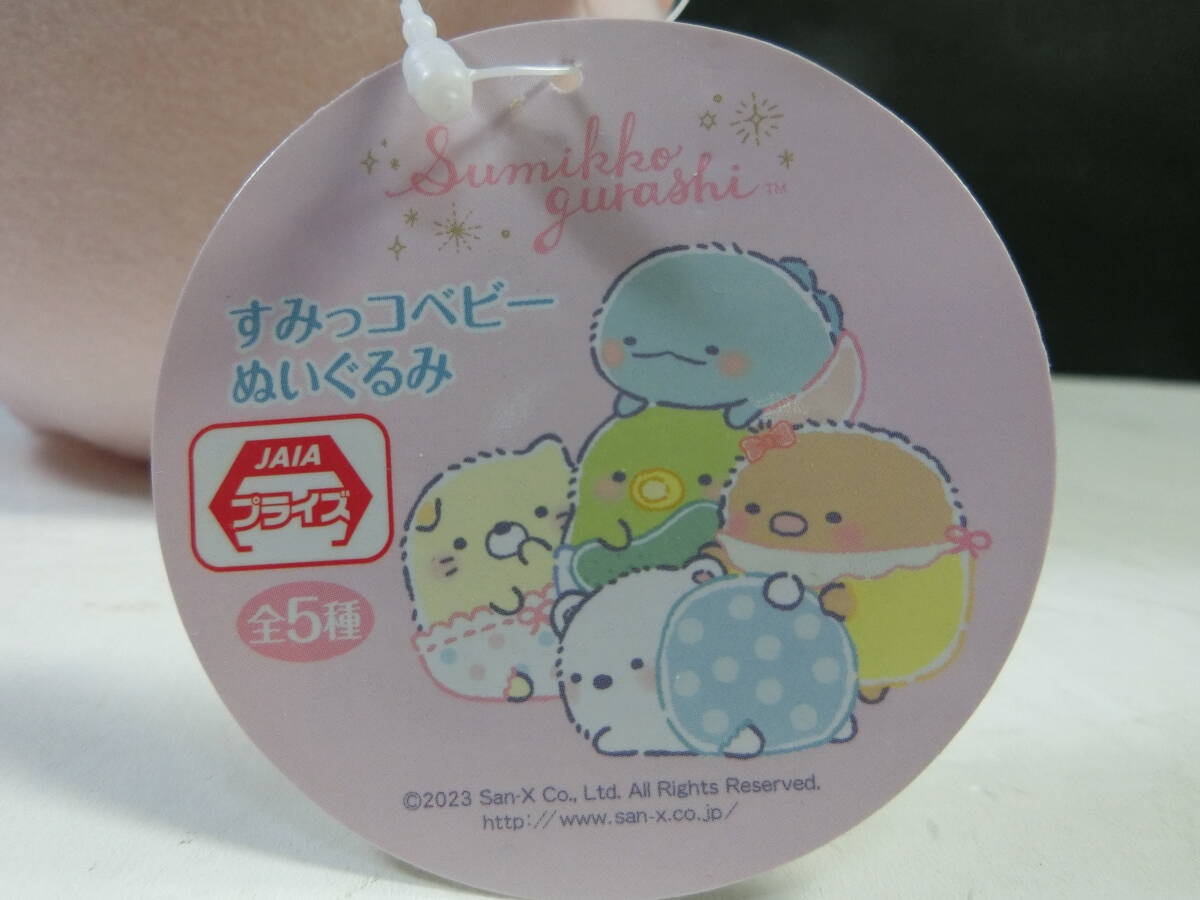 Sumikko
gurashi™
すみっコベビー
ぬいぐるみ
JAIA
プライズ
全5種
©2023 San-X Co., Ltd. All Rights Reserved.
http://www.san-x.co.jp/